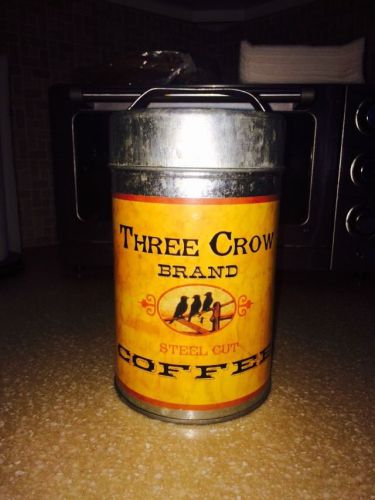 THREE CROW
BRAND
STEEL CUT
COFFEE